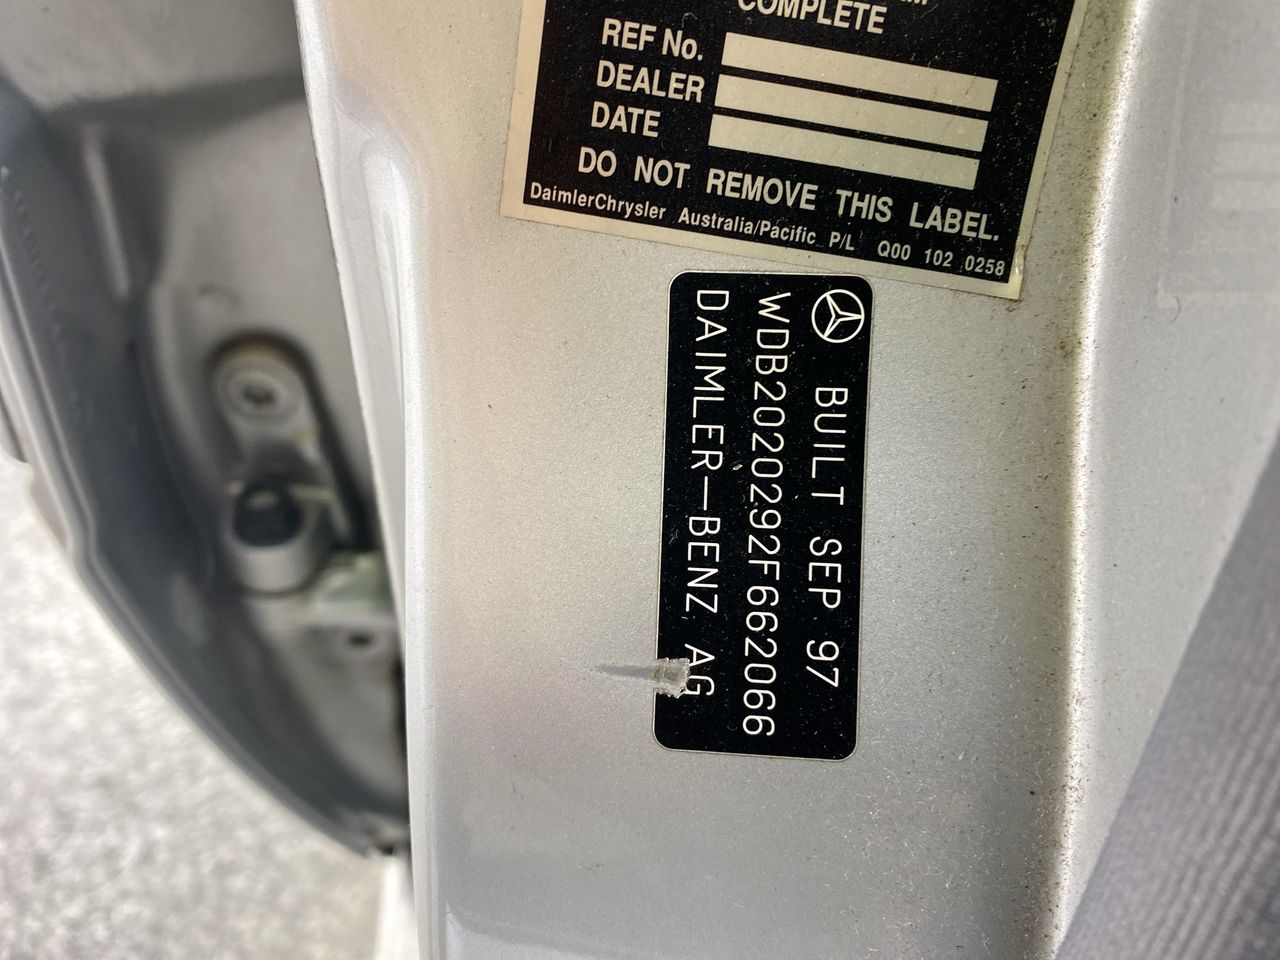 COMPLETE
REF No.
DEALER
DATE
DO NOT REMOVE THIS LABEL.
DaimlerChrysler Australia/Pacific P/L Q00 102 0258
BUILT SEP 97
WDB2020292F662066
DAIMLER-BENZ AG